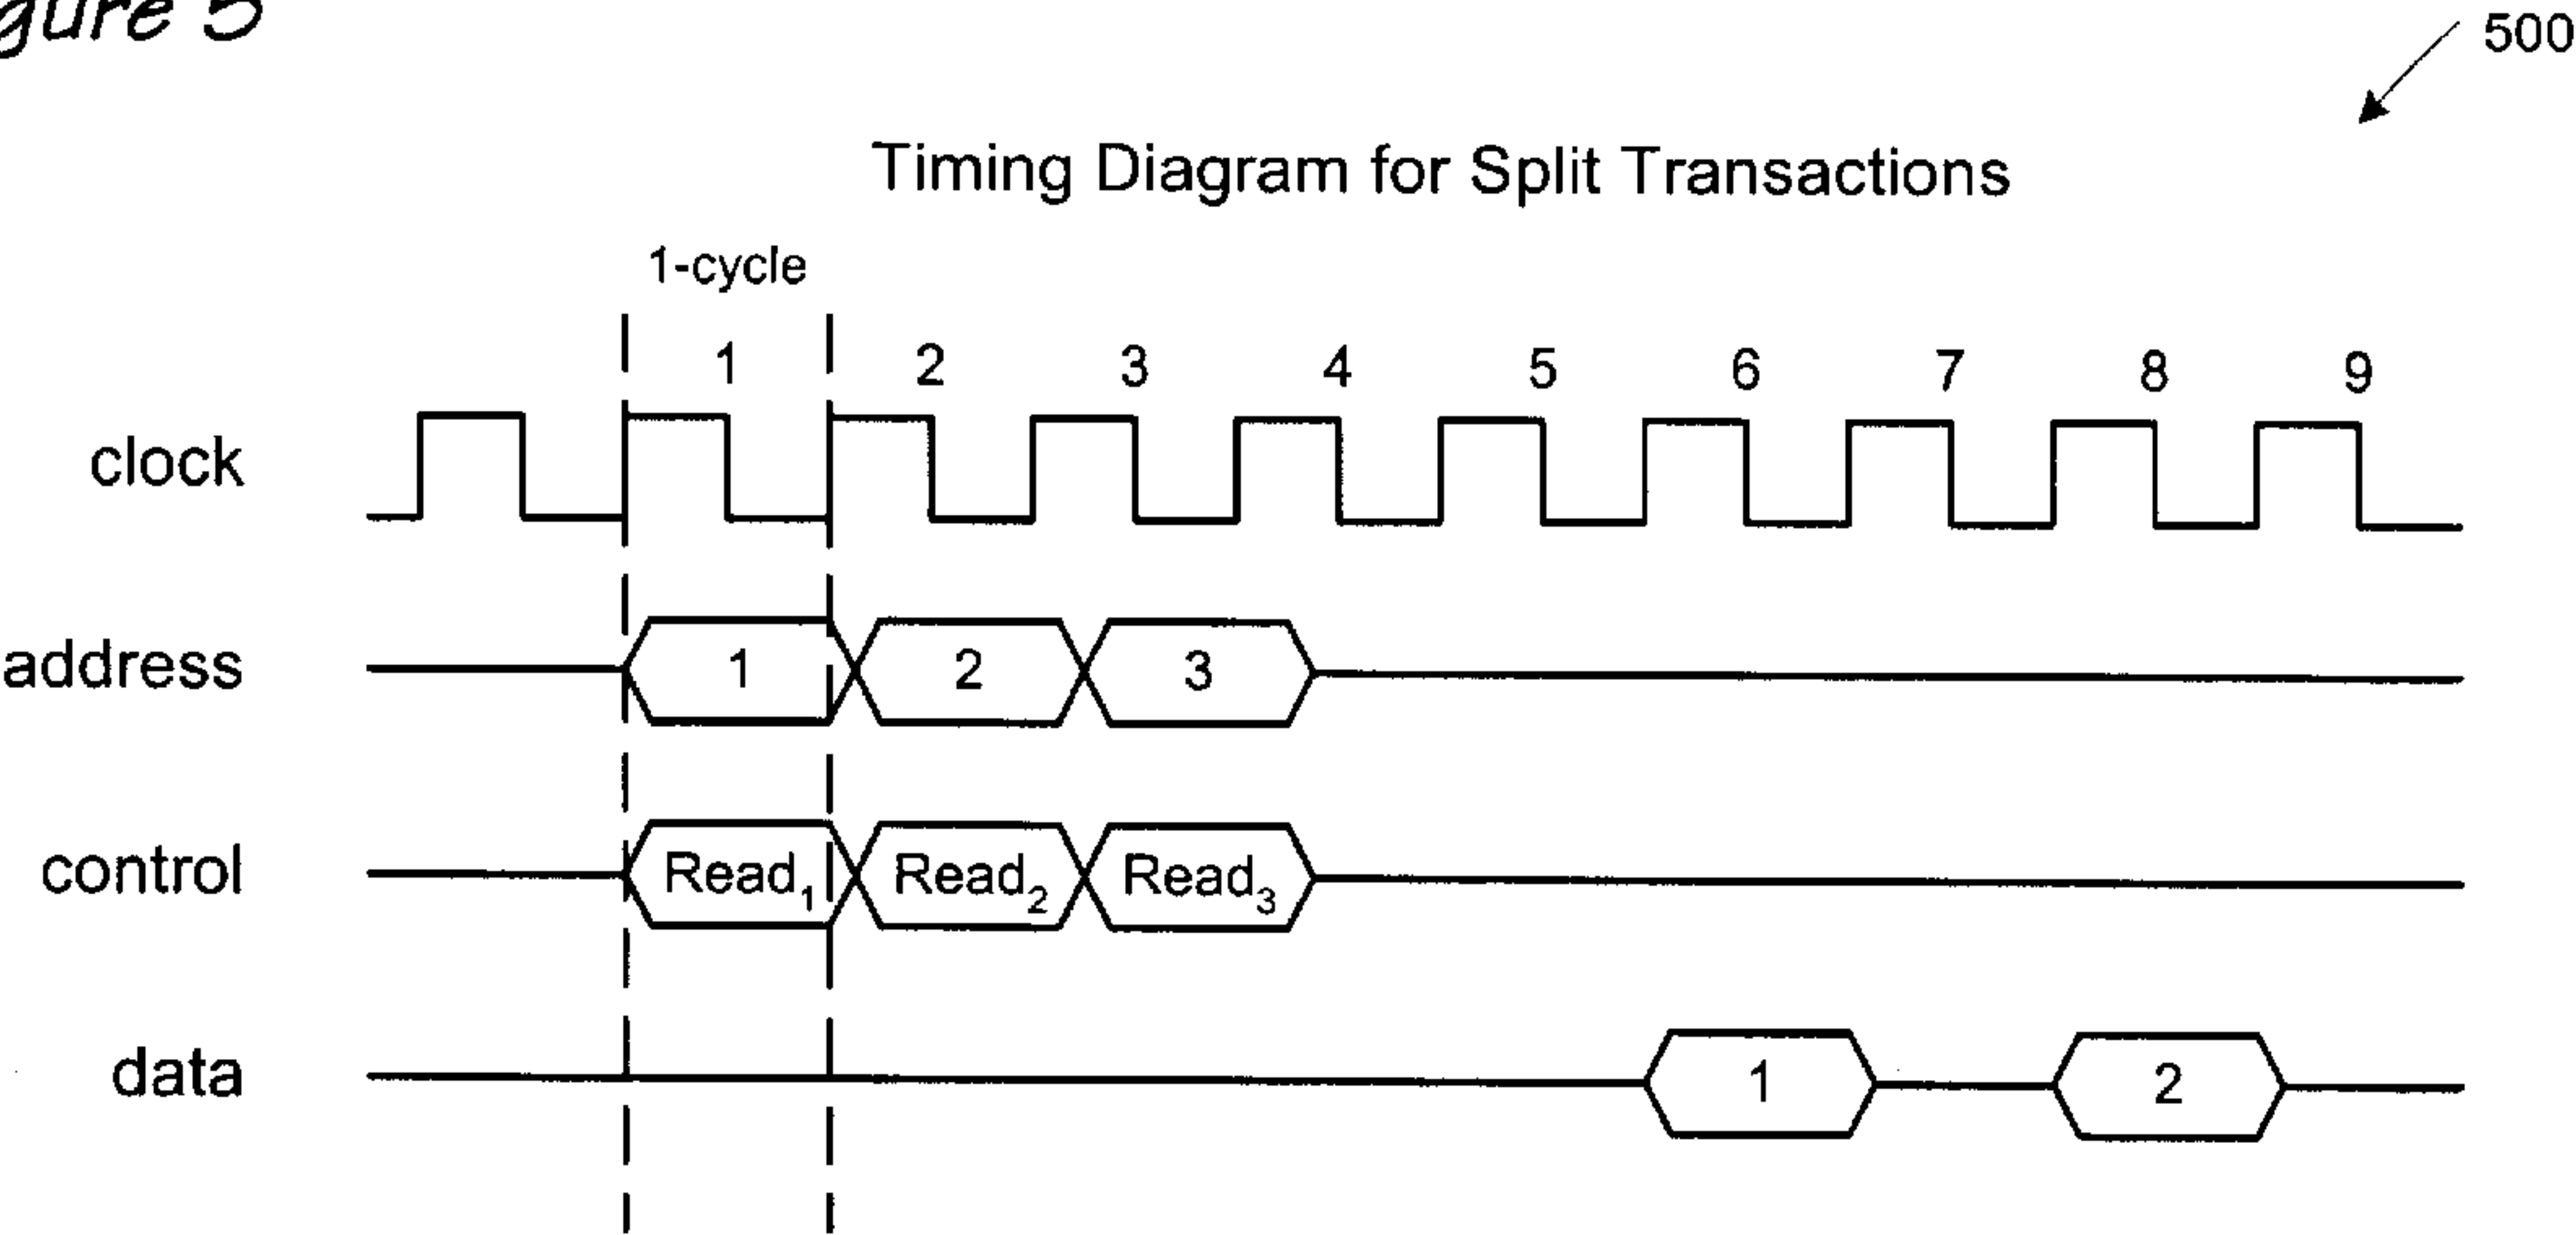 gure 5
500
Timing Diagram for Split Transactions
1-cycle
1 2 3 4 5 6 7 8 9
clock
address 1 2 3
control Read₁ Read₂ Read₃
data 1 2